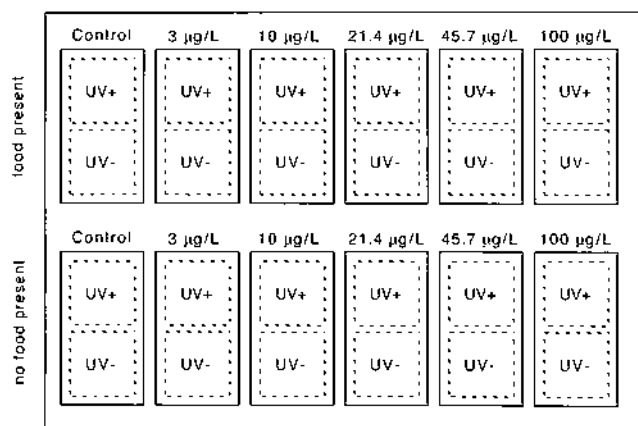 Control 3 µg/L 10 µg/L 21.4 µg/L 45.7 µg/L 100 µg/L
food present
UV+ UV+ UV+ UV+ UV+ UV+
UV- UV- UV- UV- UV- UV-
Control 3 µg/L 10 µg/L 21.4 µg/L 45.7 µg/L 100 µg/L
no food present
UV+ UV+ UV+ UV+ UV+ UV+
UV- UV- UV- UV- UV- UV-